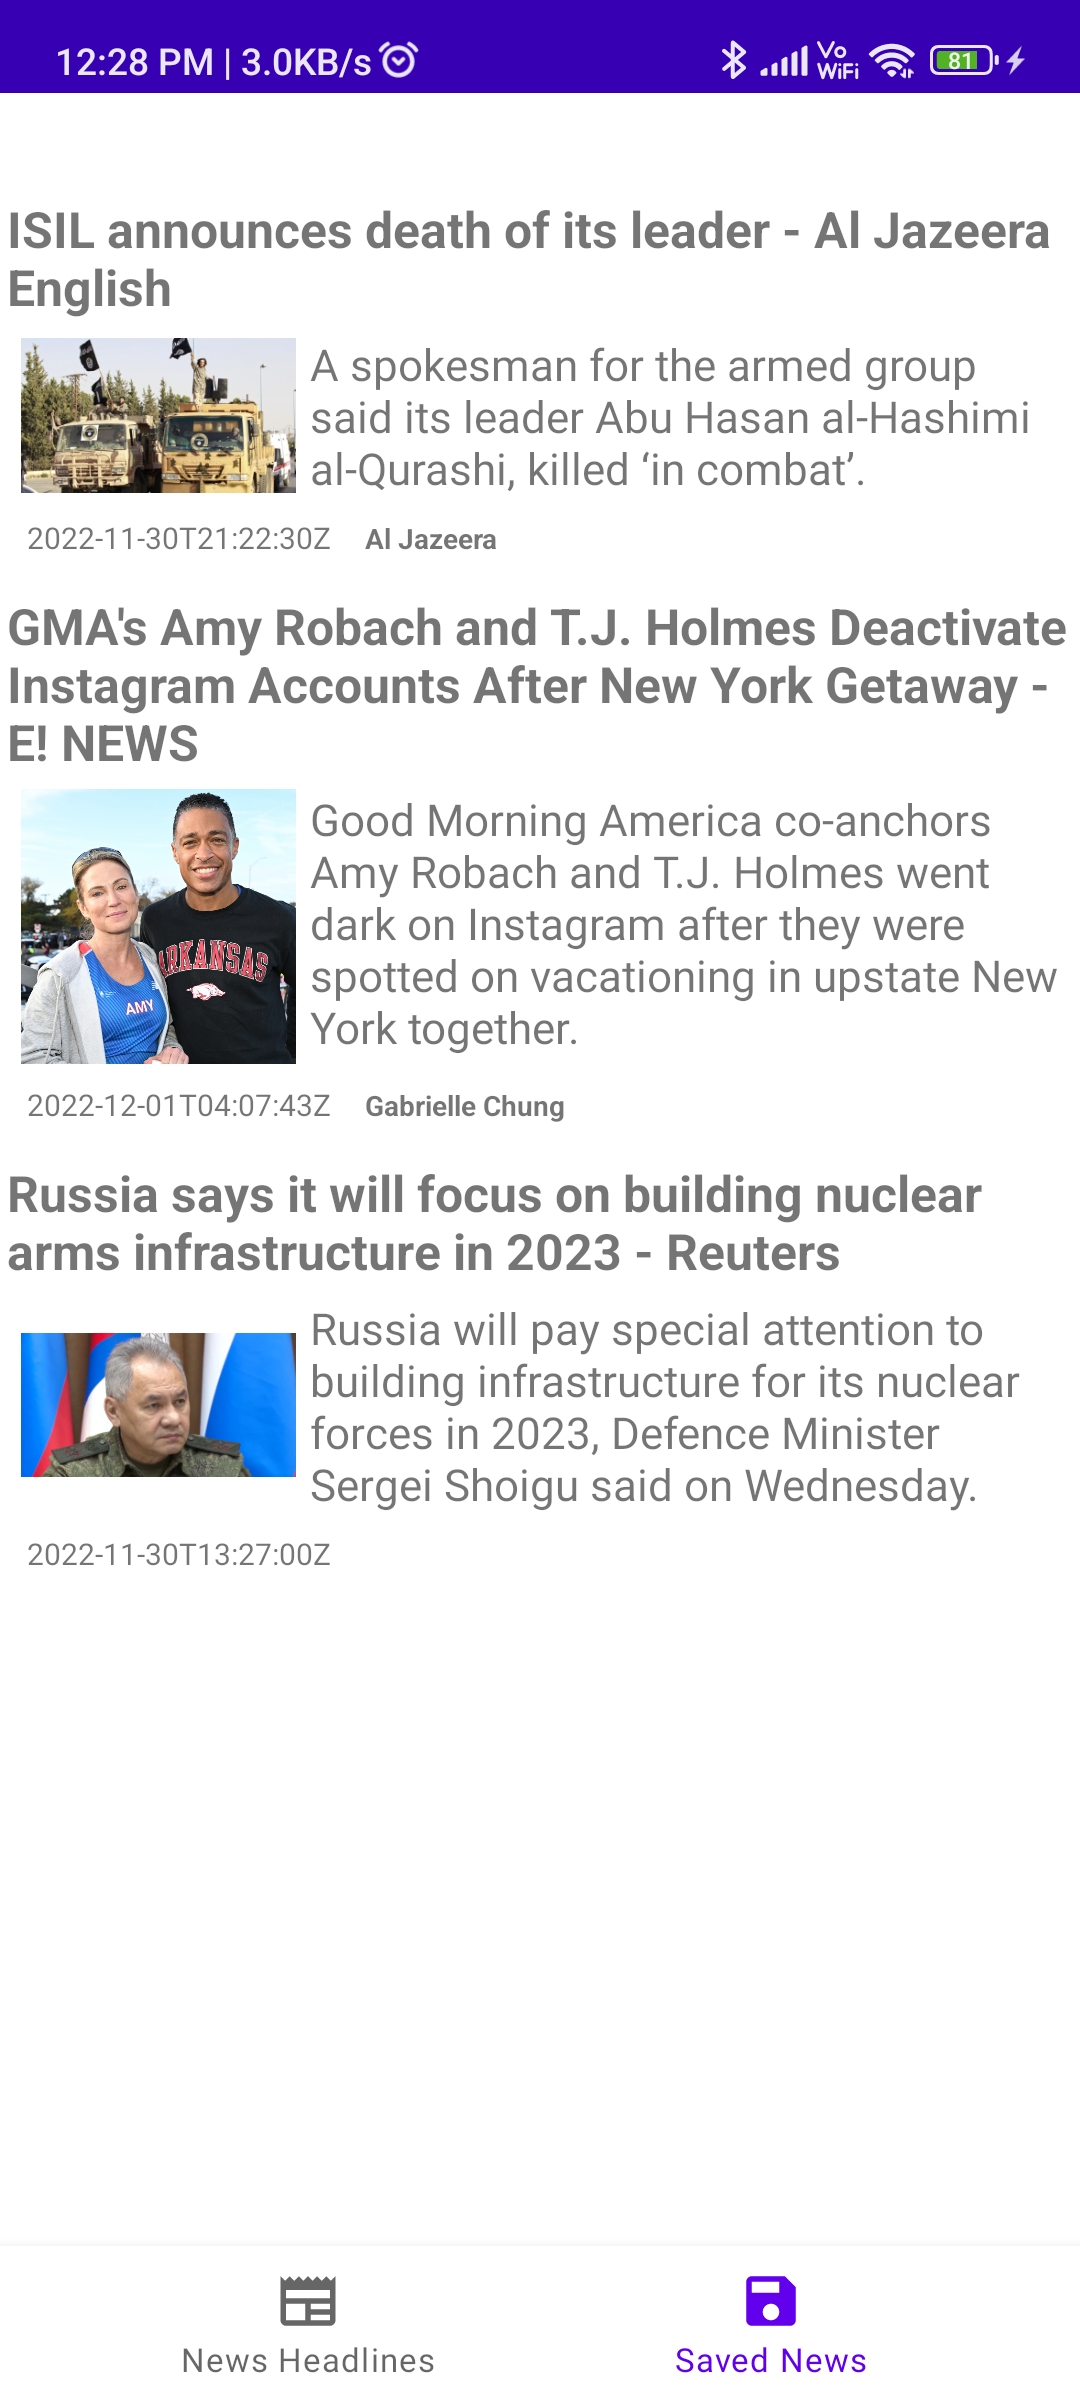 12:28 PM | 3.0KB/s
Vo
WiFi
81
ISIL announces death of its leader - Al Jazeera
English
A spokesman for the armed group
said its leader Abu Hasan al-Hashimi
al-Qurashi, killed ‘in combat’.
2022-11-30T21:22:30Z Al Jazeera
GMA's Amy Robach and T.J. Holmes Deactivate
Instagram Accounts After New York Getaway -
E! NEWS
ARKANSAS
AMY
Good Morning America co-anchors
Amy Robach and T.J. Holmes went
dark on Instagram after they were
spotted on vacationing in upstate New
York together.
2022-12-01T04:07:43Z Gabrielle Chung
Russia says it will focus on building nuclear
arms infrastructure in 2023 - Reuters
Russia will pay special attention to
building infrastructure for its nuclear
forces in 2023, Defence Minister
Sergei Shoigu said on Wednesday.
2022-11-30T13:27:00Z
News Headlines
Saved News